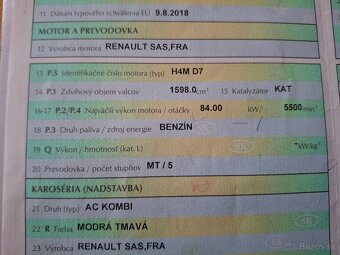 11 Dátum typového schválenia EÚ 9.8.2018
MOTOR A PREVODOVKA
12 Výrobca motora RENAULT SAS,FRA
13 P.5 Identifikačné číslo motora (typ) H4M D7
14 P.1 Zdvihový objem valcov 1598.0 cm³ 15 Katalyzátor KAT
16-17 P.2/P.4 Najväčší výkon motora / otáčky 84.00 kW/ 5500 min⁻¹
18 P.3 Druh paliva / zdroj energie BENZÍN
19 Q Výkon / hmotnosť (kat. L) - kW.kg⁻¹
20 Prevodovka / počet stupňov MT / 5
KAROSÉRIA (NADSTAVBA)
21 Druh (typ) AC KOMBI
22 R Farba MODRÁ TMAVÁ
23 Výrobca RENAULT SAS,FRA